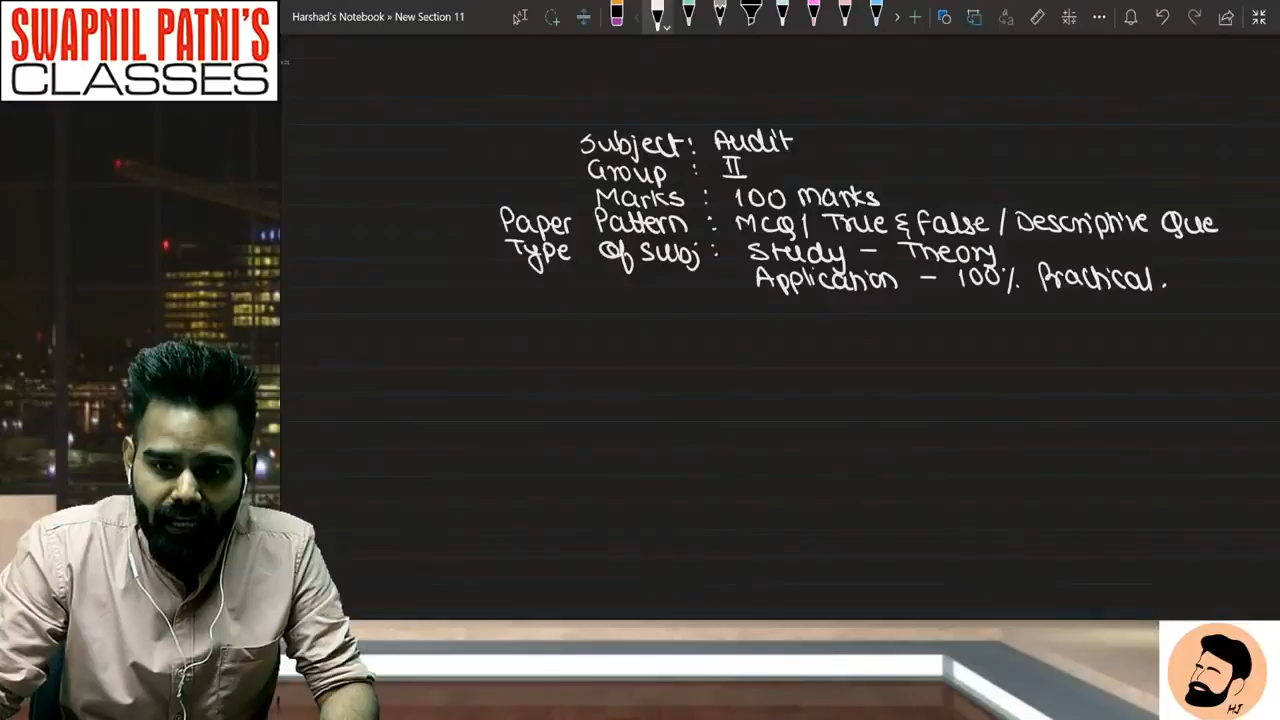 SWAPNIL PATNI'S
CLASSES
Harshad's Notebook » New Section 11
Subject: Audit
Group : II
Marks : 100 Marks
Paper Pattern : MCQ / True & False / Descriptive Que
Type Of Subj : Study - Theory
Application - 100% Practical.
HJ